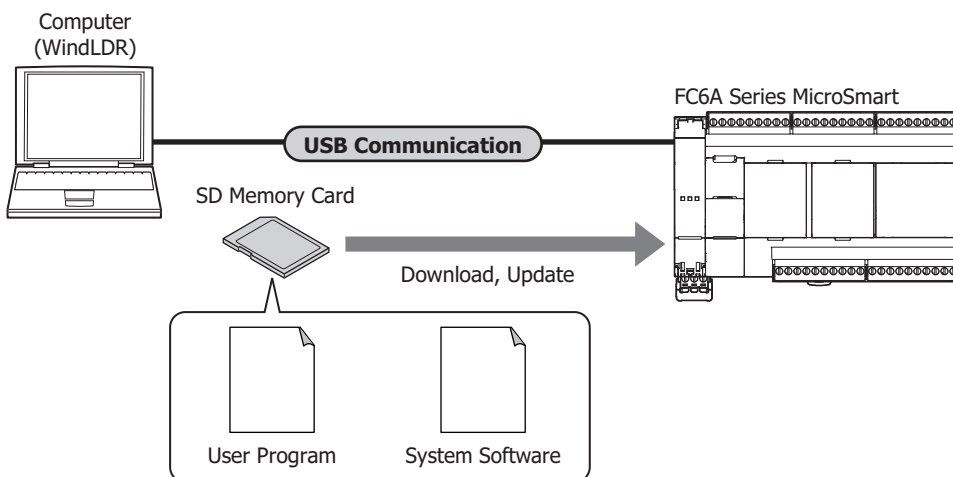 Computer
(WindLDR)
FC6A Series MicroSmart
USB Communication
SD Memory Card
Download, Update
User Program
System Software